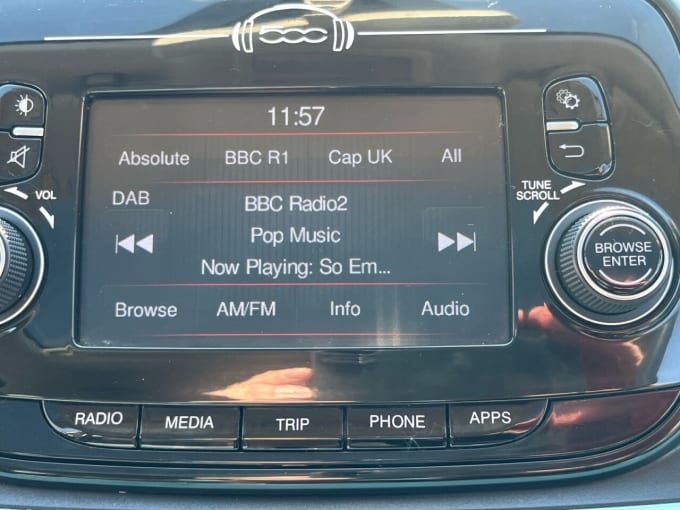 500
11:57
Absolute BBC R1 Cap UK All
DAB
BBC Radio2
Pop Music
Now Playing: So Em...
Browse AM/FM Info Audio
VOL
TUNE
SCROLL
BROWSE
ENTER
RADIO MEDIA TRIP PHONE APPS